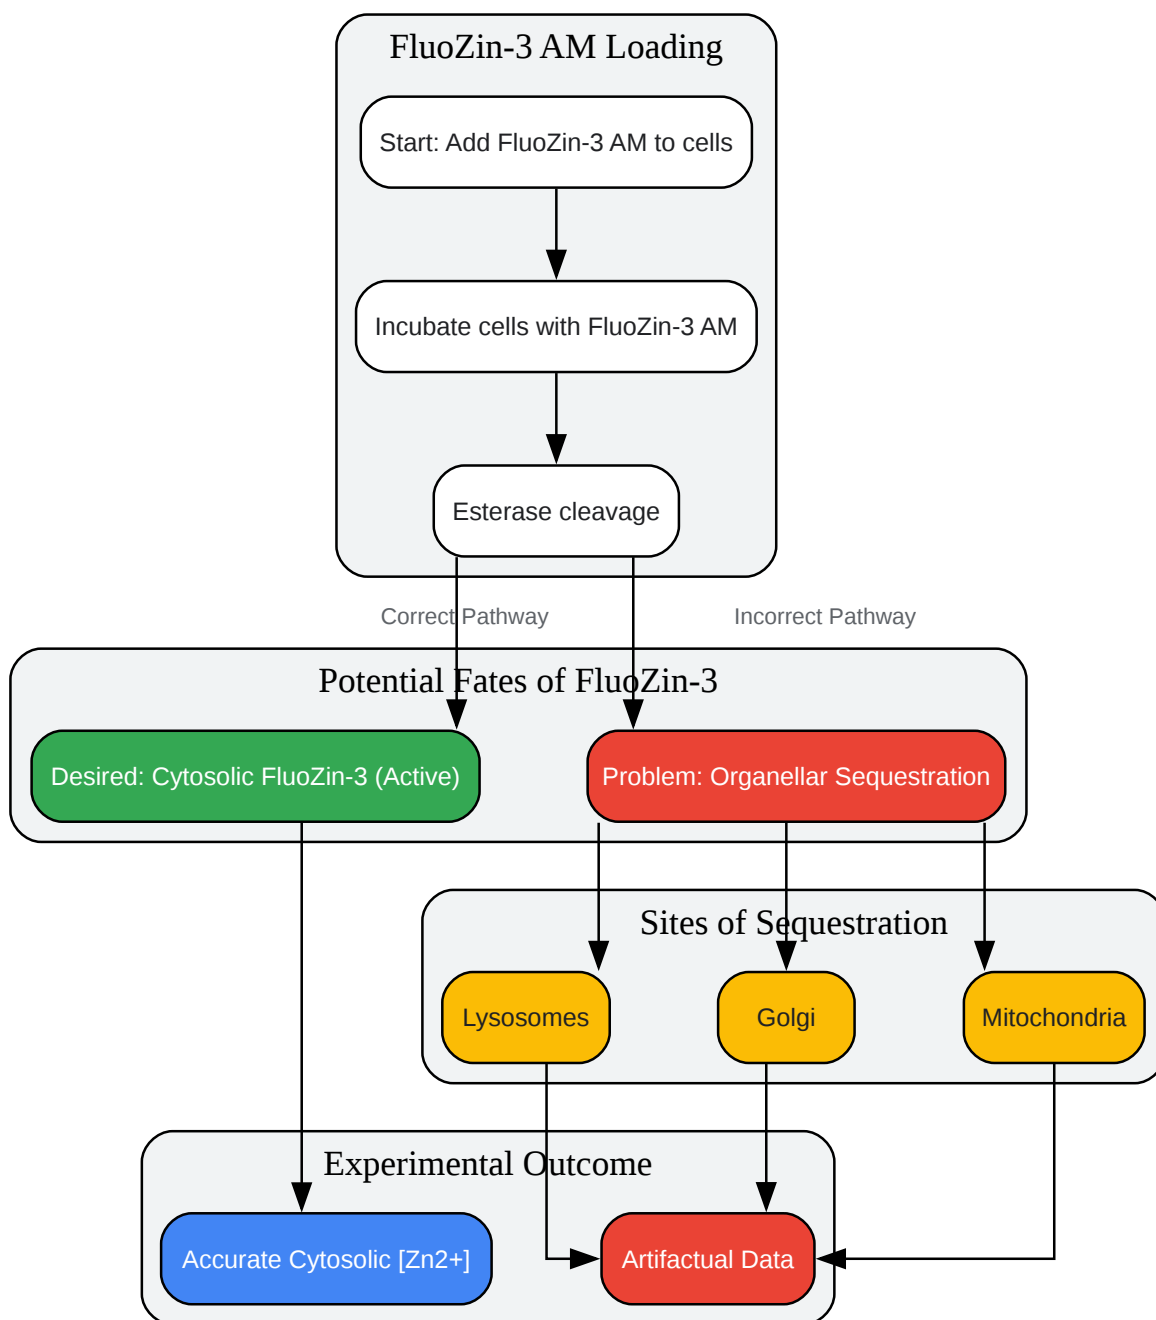 FluoZin-3 AM Loading
Start: Add FluoZin-3 AM to cells
Incubate cells with FluoZin-3 AM
Esterase cleavage
Correct Pathway
Incorrect Pathway
Potential Fates of FluoZin-3
Desired: Cytosolic FluoZin-3 (Active)
Problem: Organellar Sequestration
Sites of Sequestration
Lysosomes
Golgi
Mitochondria
Experimental Outcome
Accurate Cytosolic [Zn2+]
Artifactual Data